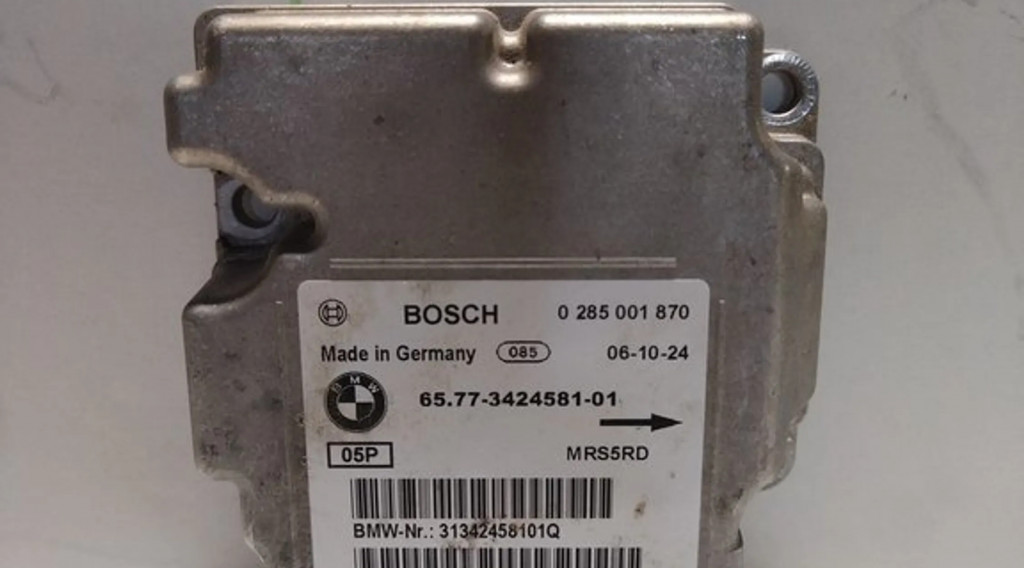 BOSCH 0 285 001 870
Made in Germany 085 06-10-24
BMW
65.77-3424581-01
05P MRS5RD
BMW-Nr.: 31342458101Q